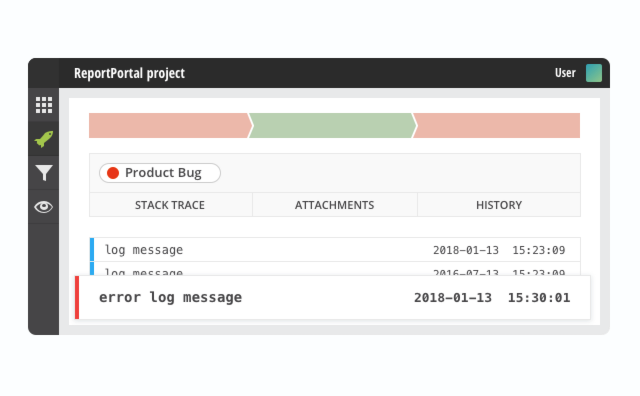 ReportPortal project User
Product Bug
STACK TRACE ATTACHMENTS HISTORY
log message 2018-01-13 15:23:09
log message 2016-07-13 15:23:09
error log message 2018-01-13 15:30:01